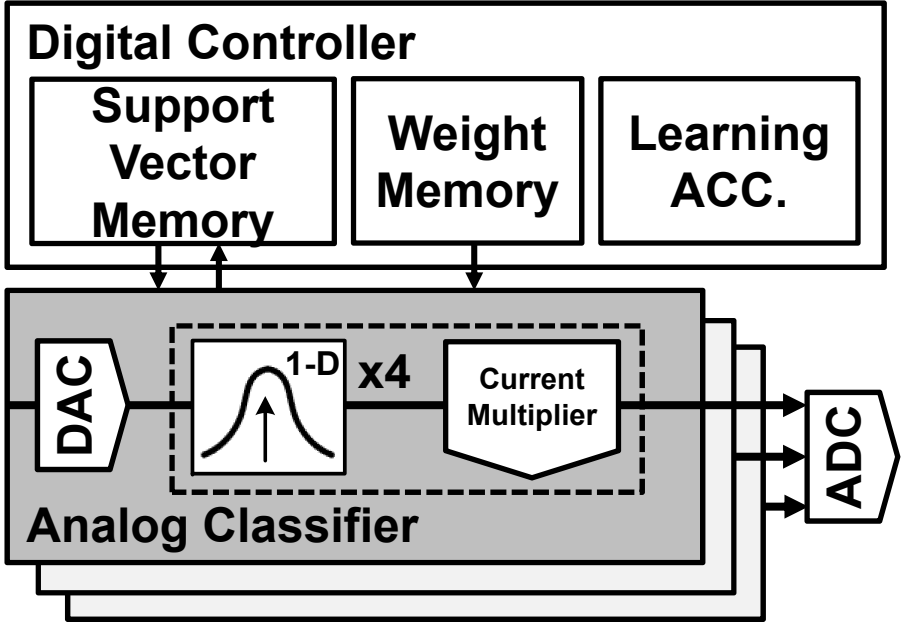 Digital Controller
Support
Vector
Memory
Weight
Memory
Learning
ACC.
DAC
1-D
x4
Current
Multiplier
ADC
Analog Classifier